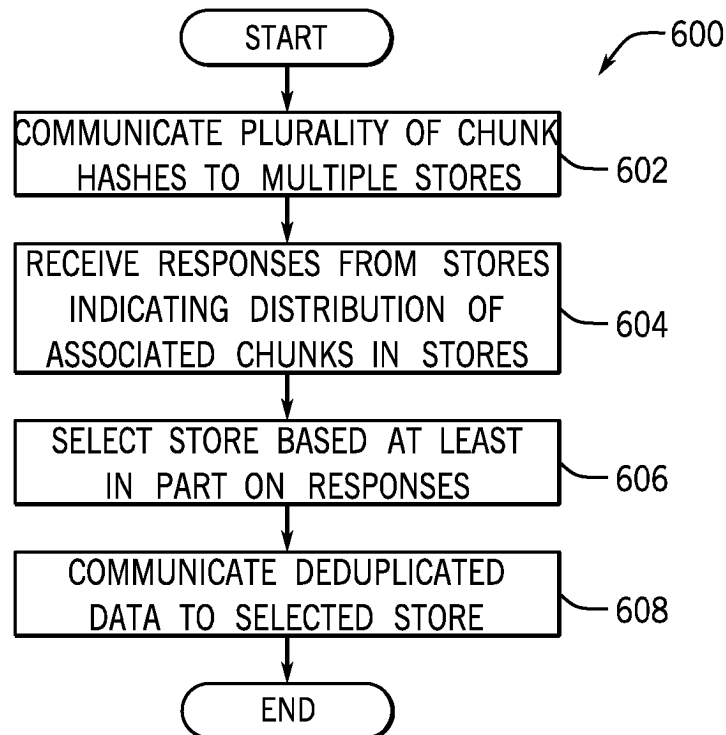 START
600
COMMUNICATE PLURALITY OF CHUNK
HASHES TO MULTIPLE STORES
602
RECEIVE RESPONSES FROM STORES
INDICATING DISTRIBUTION OF
ASSOCIATED CHUNKS IN STORES
604
SELECT STORE BASED AT LEAST
IN PART ON RESPONSES
606
COMMUNICATE DEDUPLICATED
DATA TO SELECTED STORE
608
END